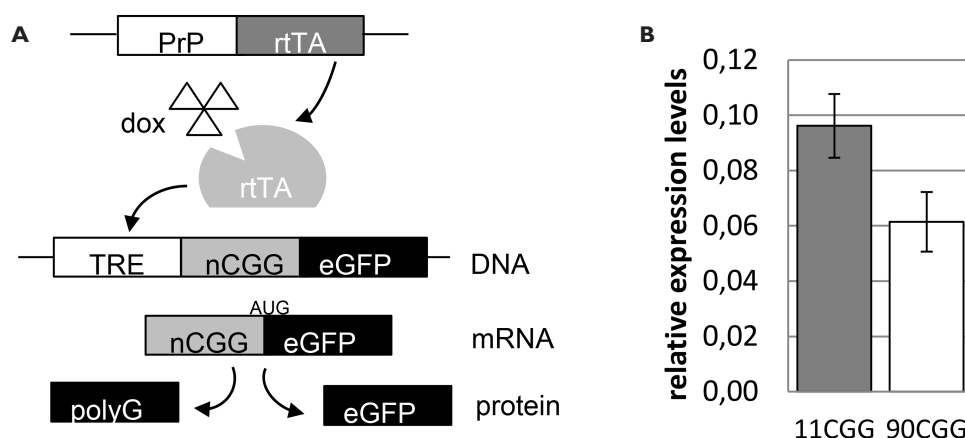 A
PrP rtTA
dox
rtTA
TRE nCGG eGFP DNA
AUG
nCGG eGFP mRNA
polyG eGFP protein
B
relative expression levels
0,12
0,10
0,08
0,06
0,04
0,02
0,00
11CGG 90CGG